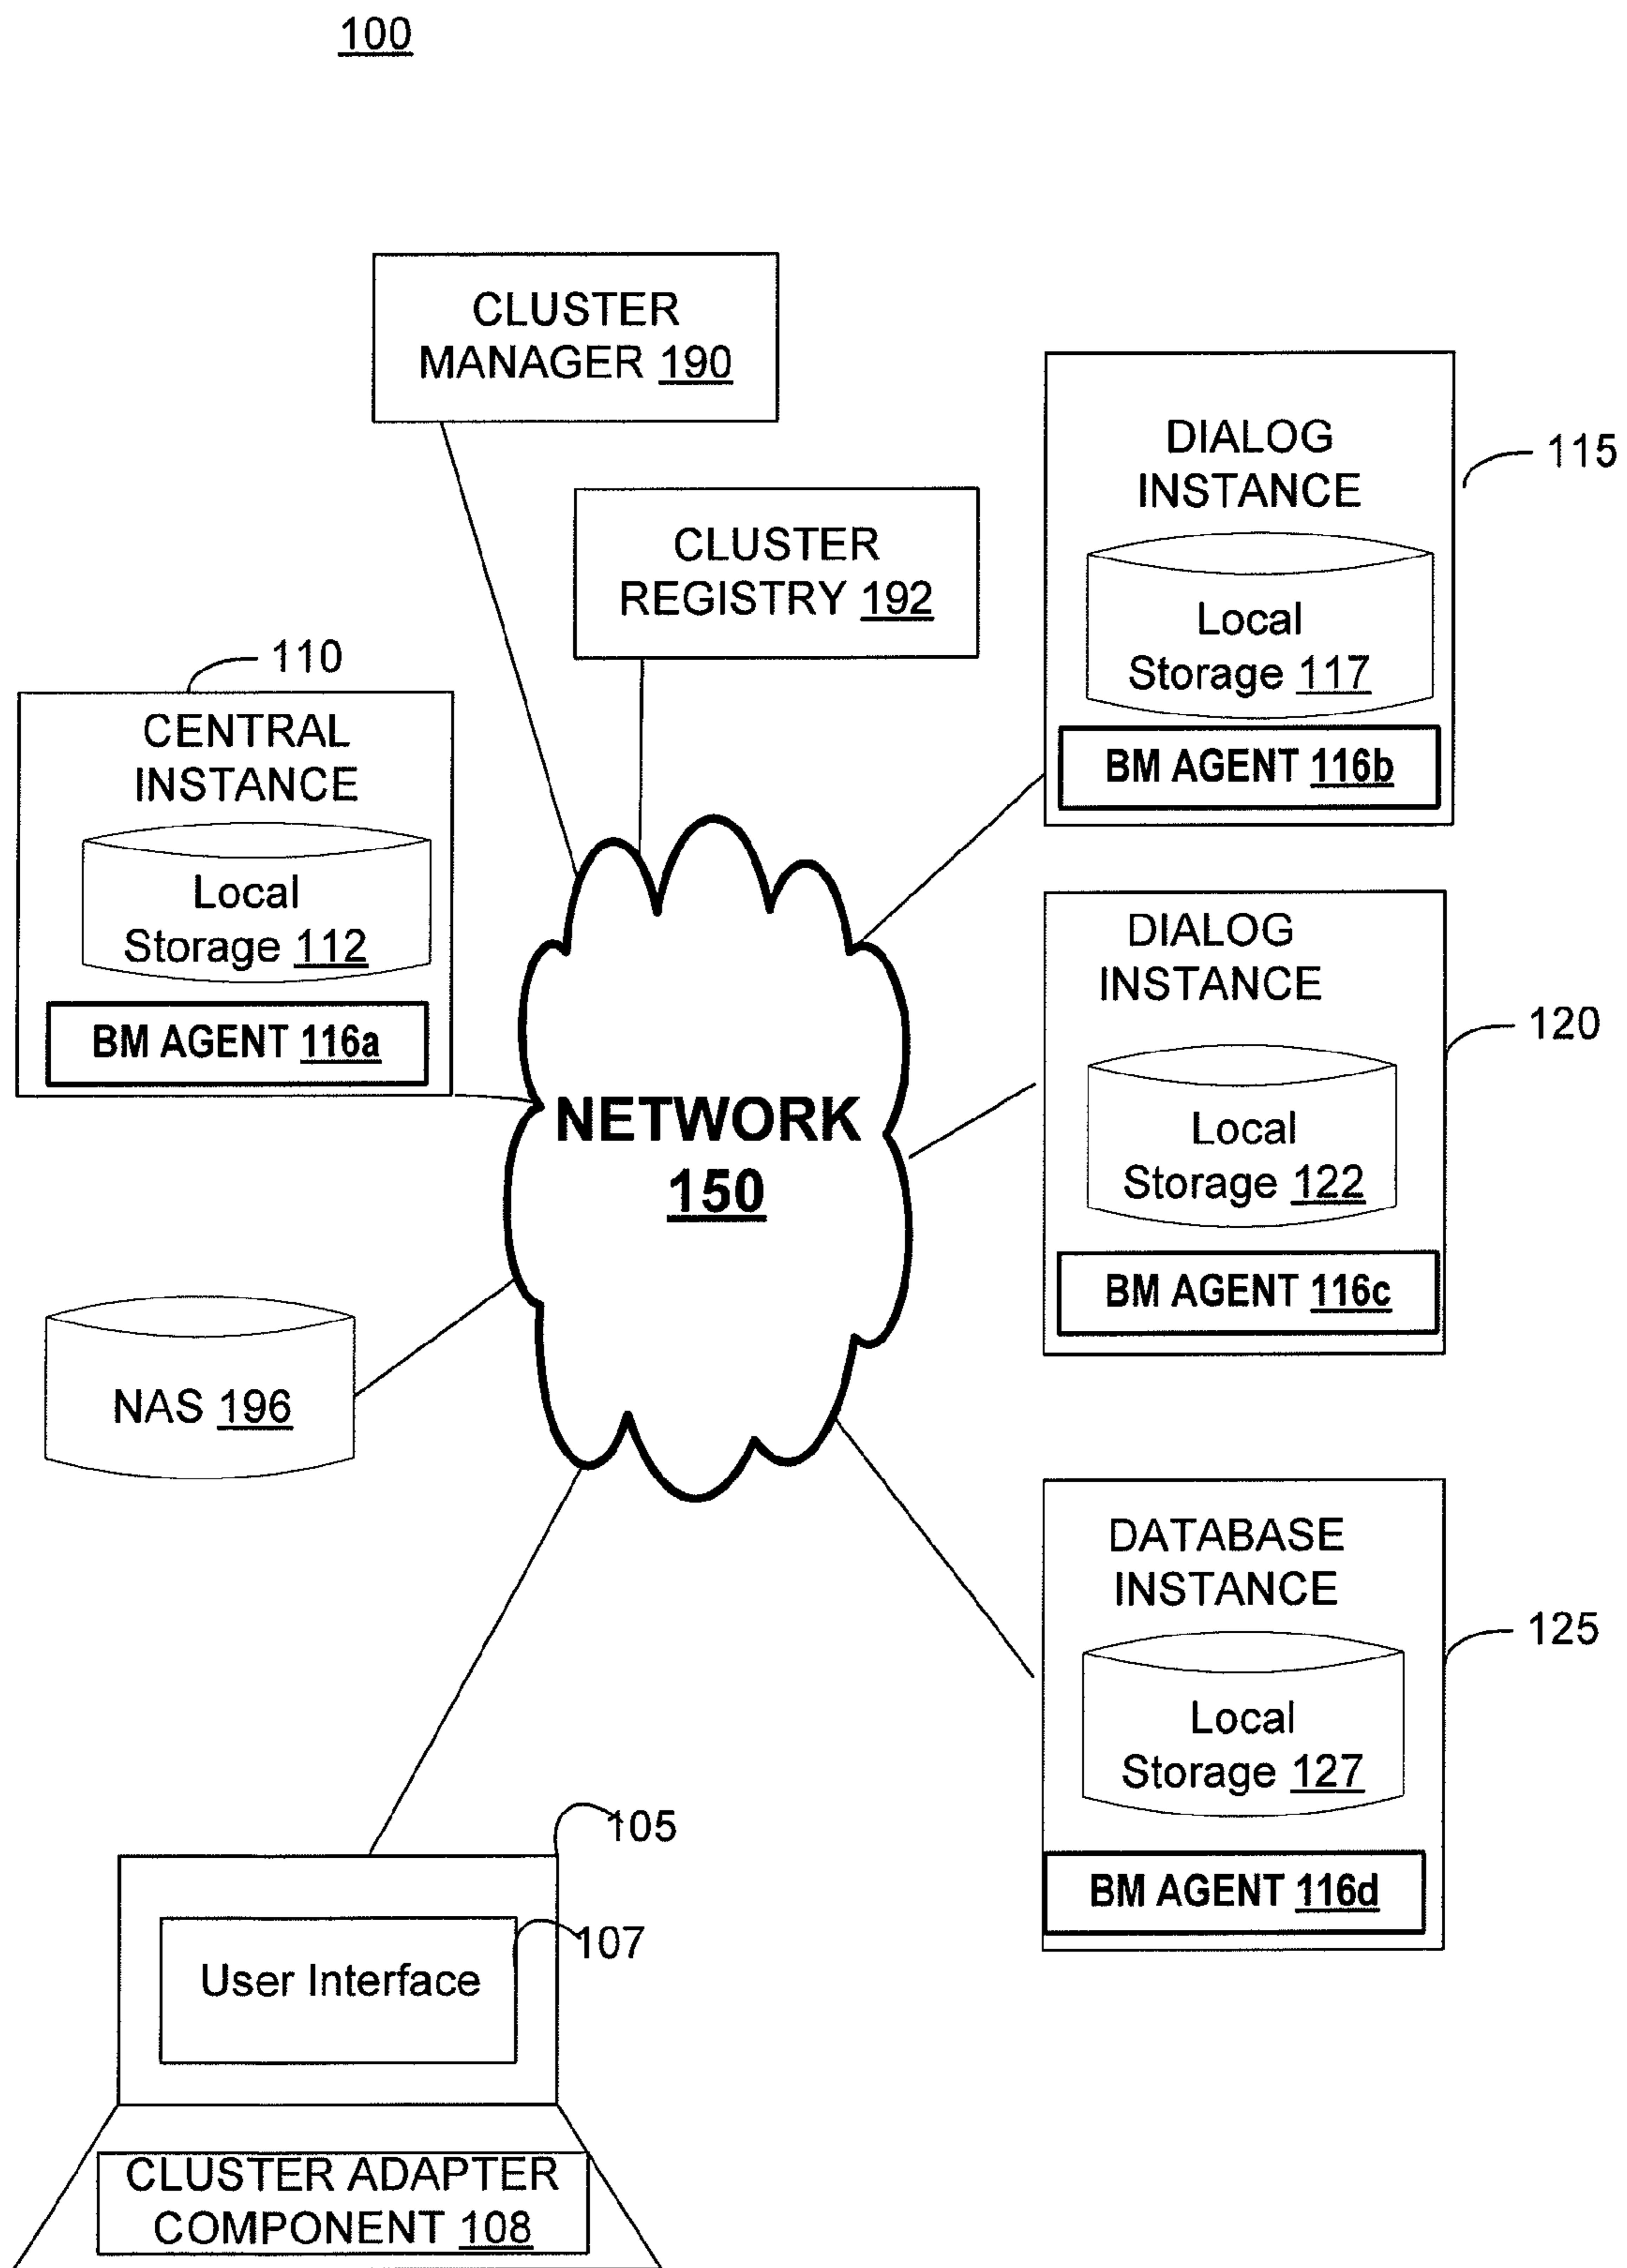 100
CLUSTER
MANAGER 190
CLUSTER
REGISTRY 192
DIALOG
INSTANCE
115
Local
Storage 117
BM AGENT 116b
110
CENTRAL
INSTANCE
Local
Storage 112
BM AGENT 116a
DIALOG
INSTANCE
120
Local
Storage 122
BM AGENT 116c
NETWORK
150
NAS 196
DATABASE
INSTANCE
125
Local
Storage 127
BM AGENT 116d
105
107
User Interface
CLUSTER ADAPTER
COMPONENT 108